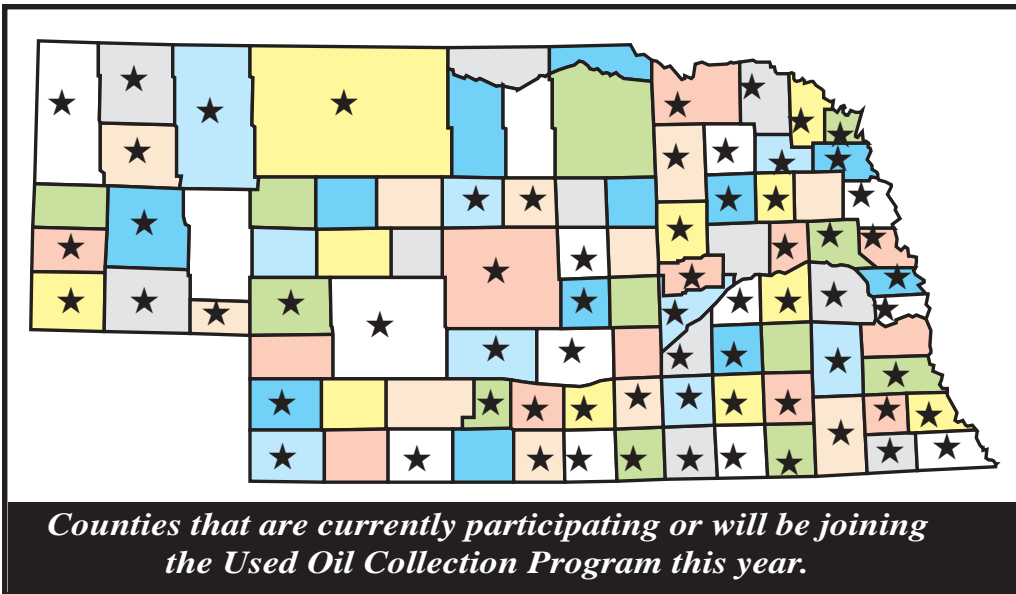 Counties that are currently participating or will be joining
the Used Oil Collection Program this year.